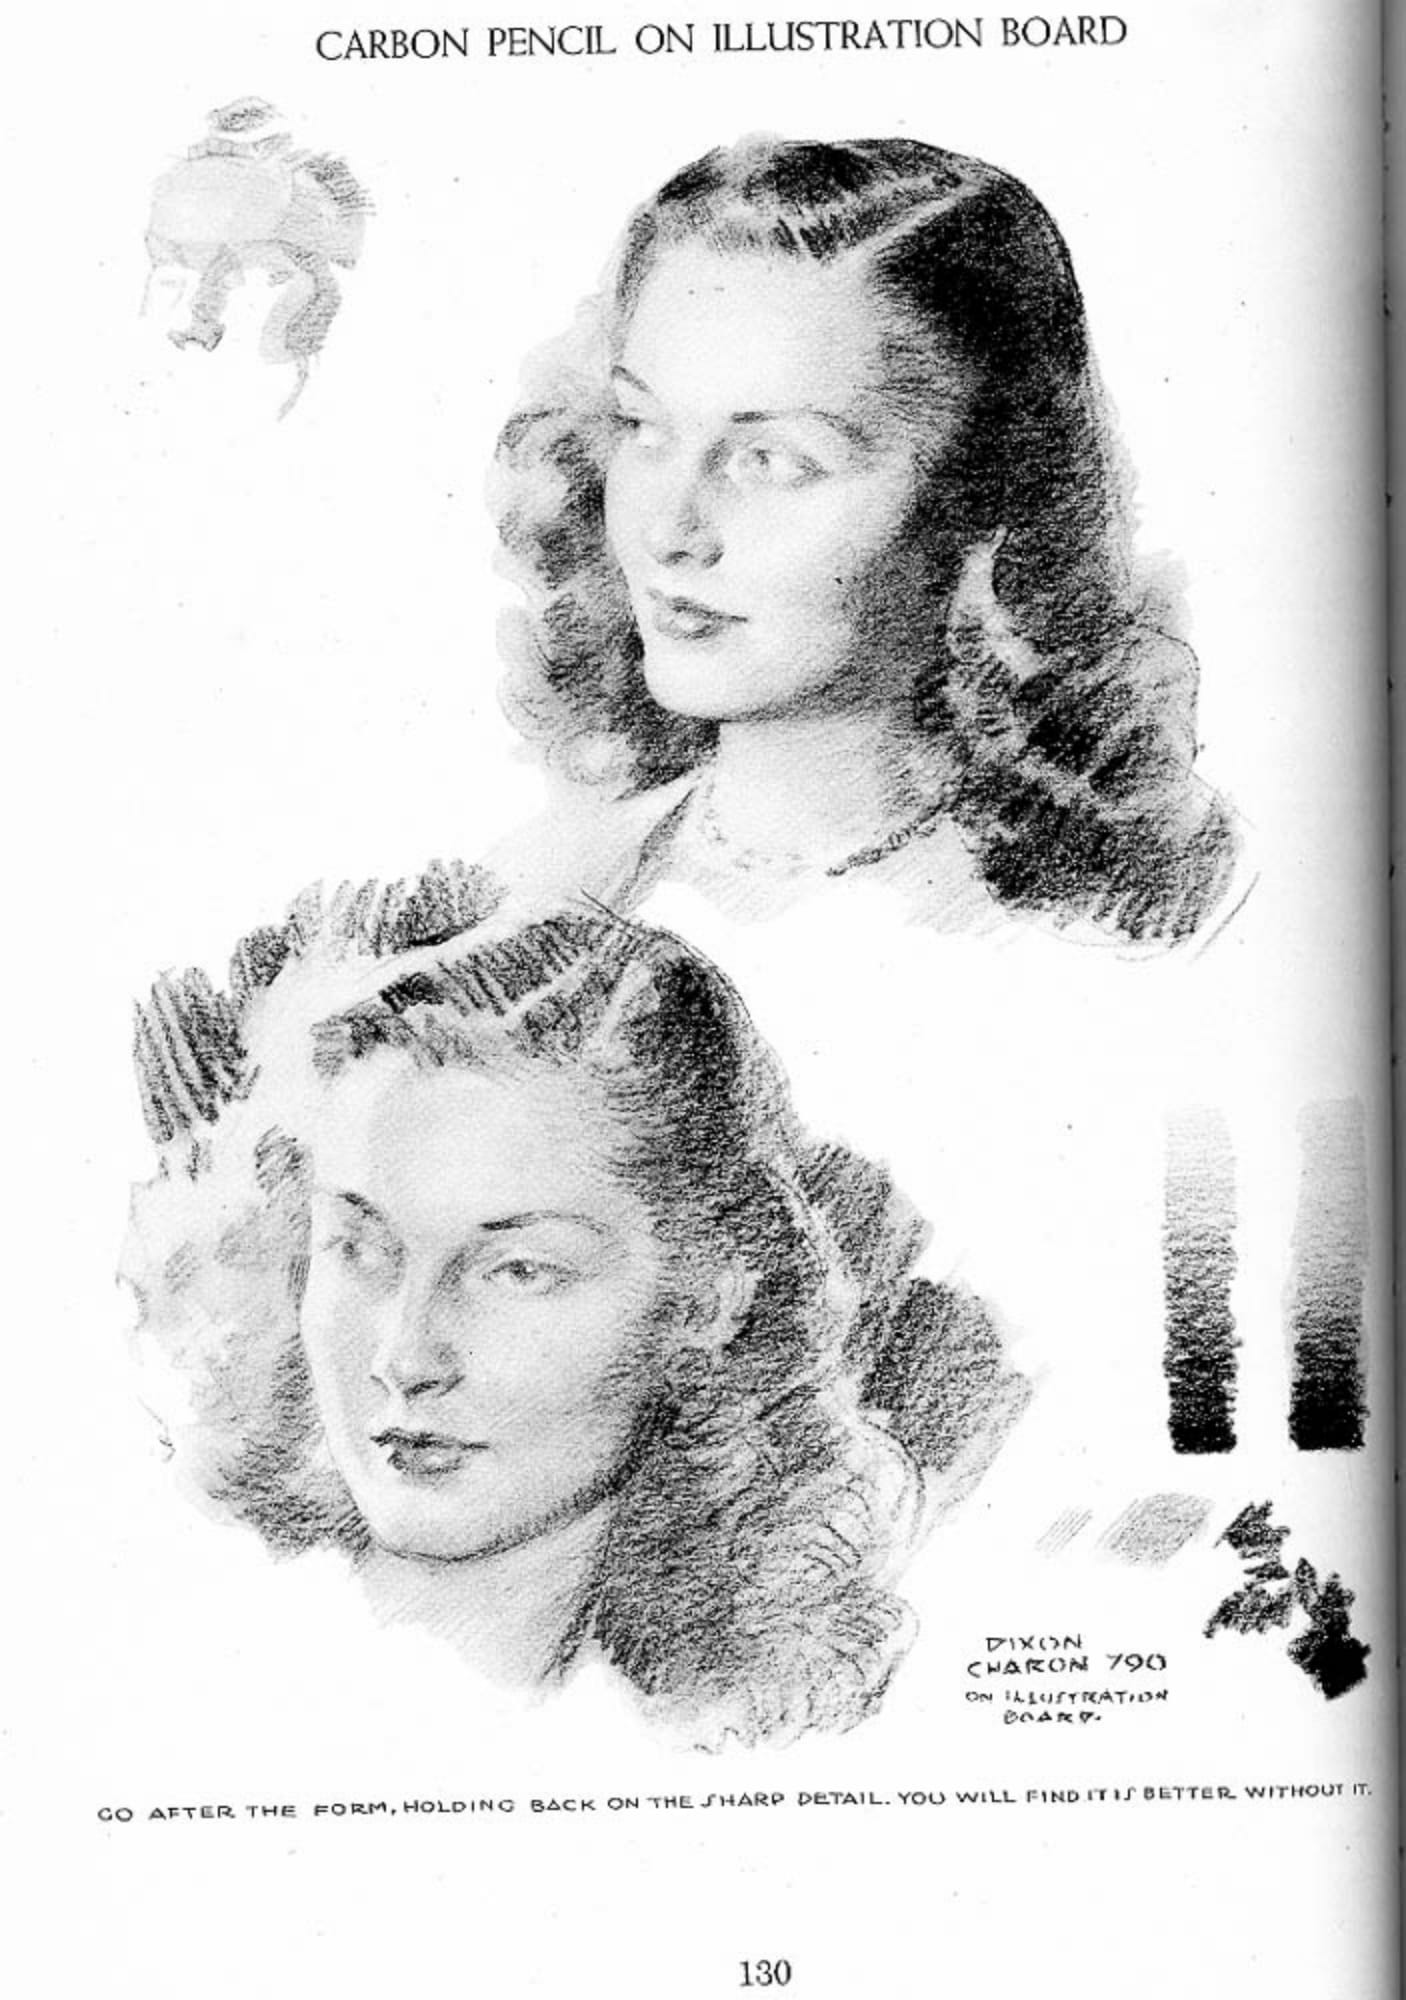 CARBON PENCIL ON ILLUSTRATION BOARD
DIXON
CHARON 790
ON ILLUSTRATION
BOARD.
GO AFTER THE FORM, HOLDING BACK ON THE SHARP DETAIL. YOU WILL FIND IT IS BETTER WITHOUT IT.
130